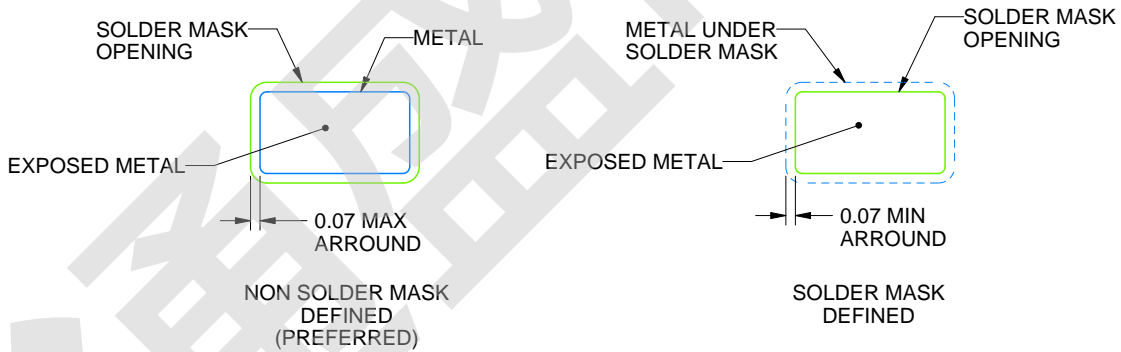 SOLDER MASK
OPENING
METAL
EXPOSED METAL
0.07 MAX
ARROUND
NON SOLDER MASK
DEFINED
(PREFERRED)
METAL UNDER
SOLDER MASK
SOLDER MASK
OPENING
EXPOSED METAL
0.07 MIN
ARROUND
SOLDER MASK
DEFINED